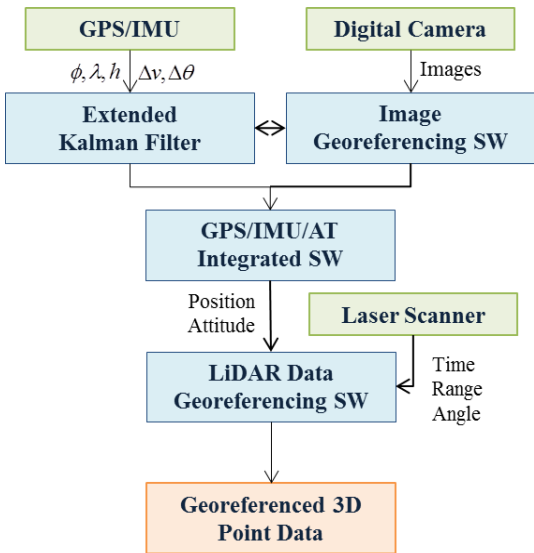 GPS/IMU
Digital Camera
ϕ, λ, h Δv, Δθ
Images
Extended
Kalman Filter
Image
Georeferencing SW
GPS/IMU/AT
Integrated SW
Position
Attitude
Laser Scanner
LiDAR Data
Georeferencing SW
Time
Range
Angle
Georeferenced 3D
Point Data